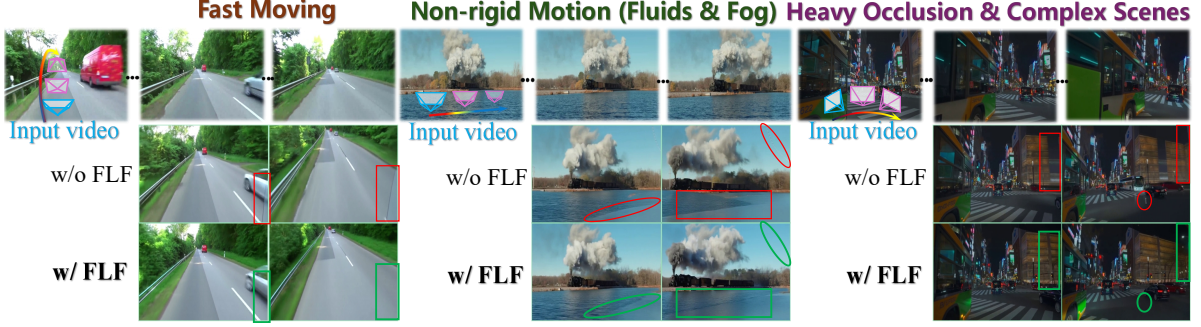 Fast Moving
Non-rigid Motion (Fluids & Fog)
Heavy Occlusion & Complex Scenes
Input video
Input video
Input video
w/o FLF
w/o FLF
w/o FLF
w/ FLF
w/ FLF
w/ FLF